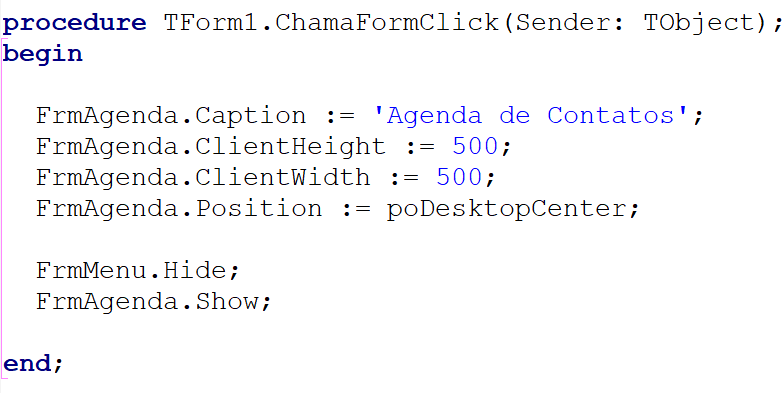 procedure TForm1.ChamaFormClick(Sender: TObject);
begin
FrmAgenda.Caption := 'Agenda de Contatos';
FrmAgenda.ClientHeight := 500;
FrmAgenda.ClientWidth := 500;
FrmAgenda.Position := poDesktopCenter;
FrmMenu.Hide;
FrmAgenda.Show;
end;